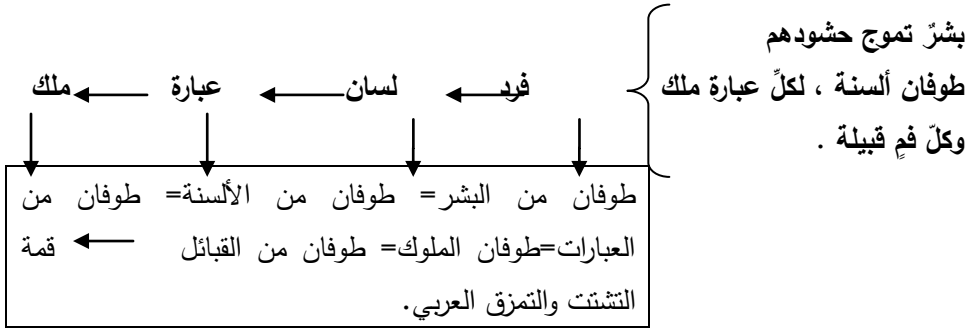 بشرٌ تموج حشودهم
طوفان ألسنة ، لكلِّ عبارة ملك
وكلّ فمٍ قبيلة .
فرد لسان عبارة ملك
طوفان من البشر= طوفان من الألسنة= طوفان من
العبارات=طوفان الملوك= طوفان من القبائل قمة
التشتت والتمزق العربي.